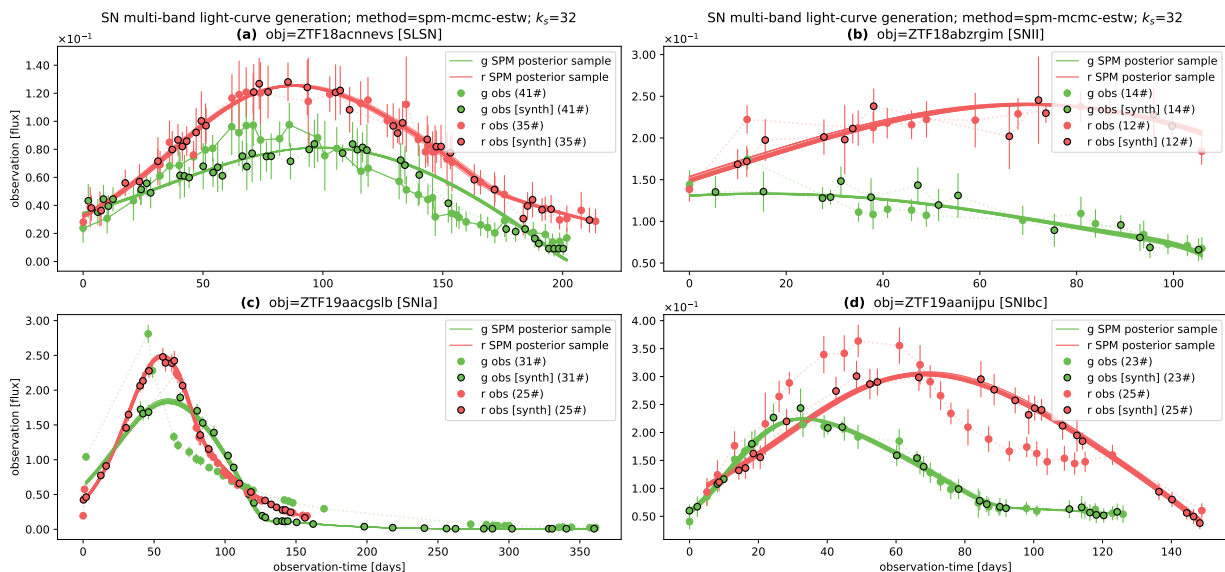 SN multi-band light-curve generation; method=spm-mcmc-estw; kₛ=32
(a) obj=ZTF18acnnevs [SLSN]
×10⁻¹
1.40
1.20
1.00
0.80
0.60
0.40
0.20
0.00
observation [flux]
0
50
100
150
200
g SPM posterior sample
r SPM posterior sample
g obs (41#)
g obs [synth] (41#)
r obs (35#)
r obs [synth] (35#)
SN multi-band light-curve generation; method=spm-mcmc-estw; kₛ=32
(b) obj=ZTF18abzrgim [SNII]
×10⁻¹
3.00
2.50
2.00
1.50
1.00
0.50
0
20
40
60
80
100
g SPM posterior sample
r SPM posterior sample
g obs (14#)
g obs [synth] (14#)
r obs (12#)
r obs [synth] (12#)
(c) obj=ZTF19aacgslb [SNIa]
3.00
2.50
2.00
1.50
1.00
0.50
0.00
observation [flux]
0
50
100
150
200
250
300
350
observation-time [days]
g SPM posterior sample
r SPM posterior sample
g obs (31#)
g obs [synth] (31#)
r obs (25#)
r obs [synth] (25#)
(d) obj=ZTF19aanijpu [SNIbc]
×10⁻¹
4.00
3.50
3.00
2.50
2.00
1.50
1.00
0.50
0
20
40
60
80
100
120
140
observation-time [days]
g SPM posterior sample
r SPM posterior sample
g obs (23#)
g obs [synth] (23#)
r obs (25#)
r obs [synth] (25#)